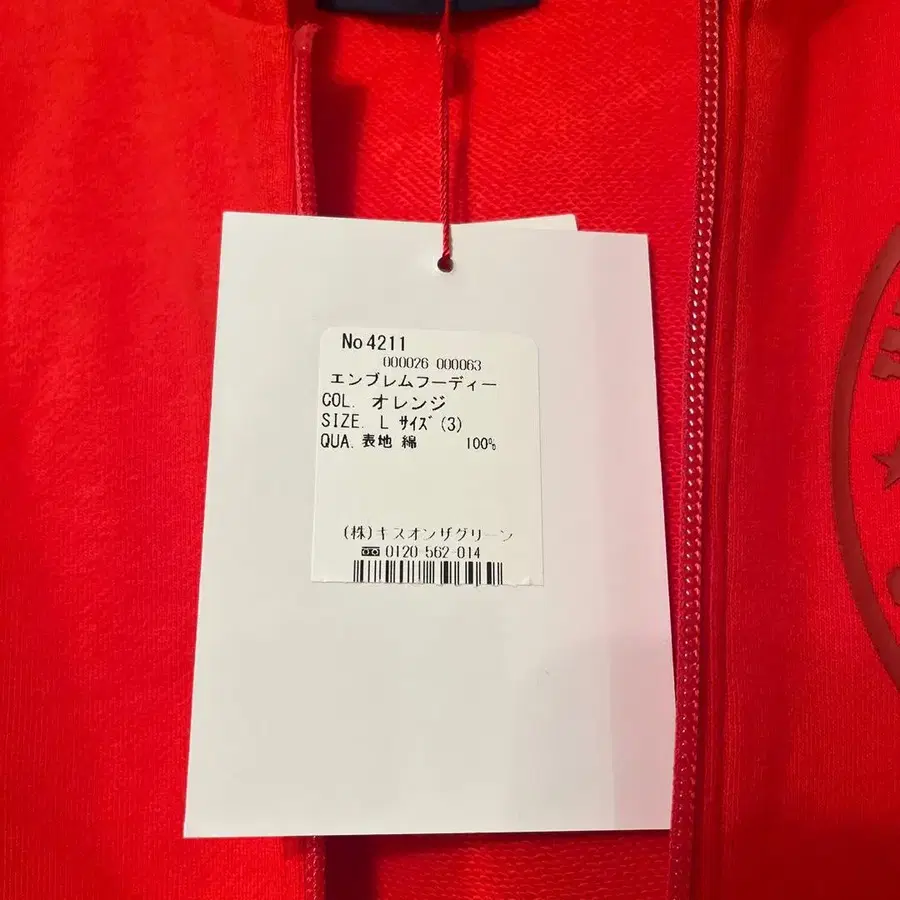 No 4211
000026 000063
エンブレムフーディー
COL. オレンジ
SIZE. L サイズ(3)
QUA. 表地 綿 100%
(株)キスオンザグリーン
0120-562-014